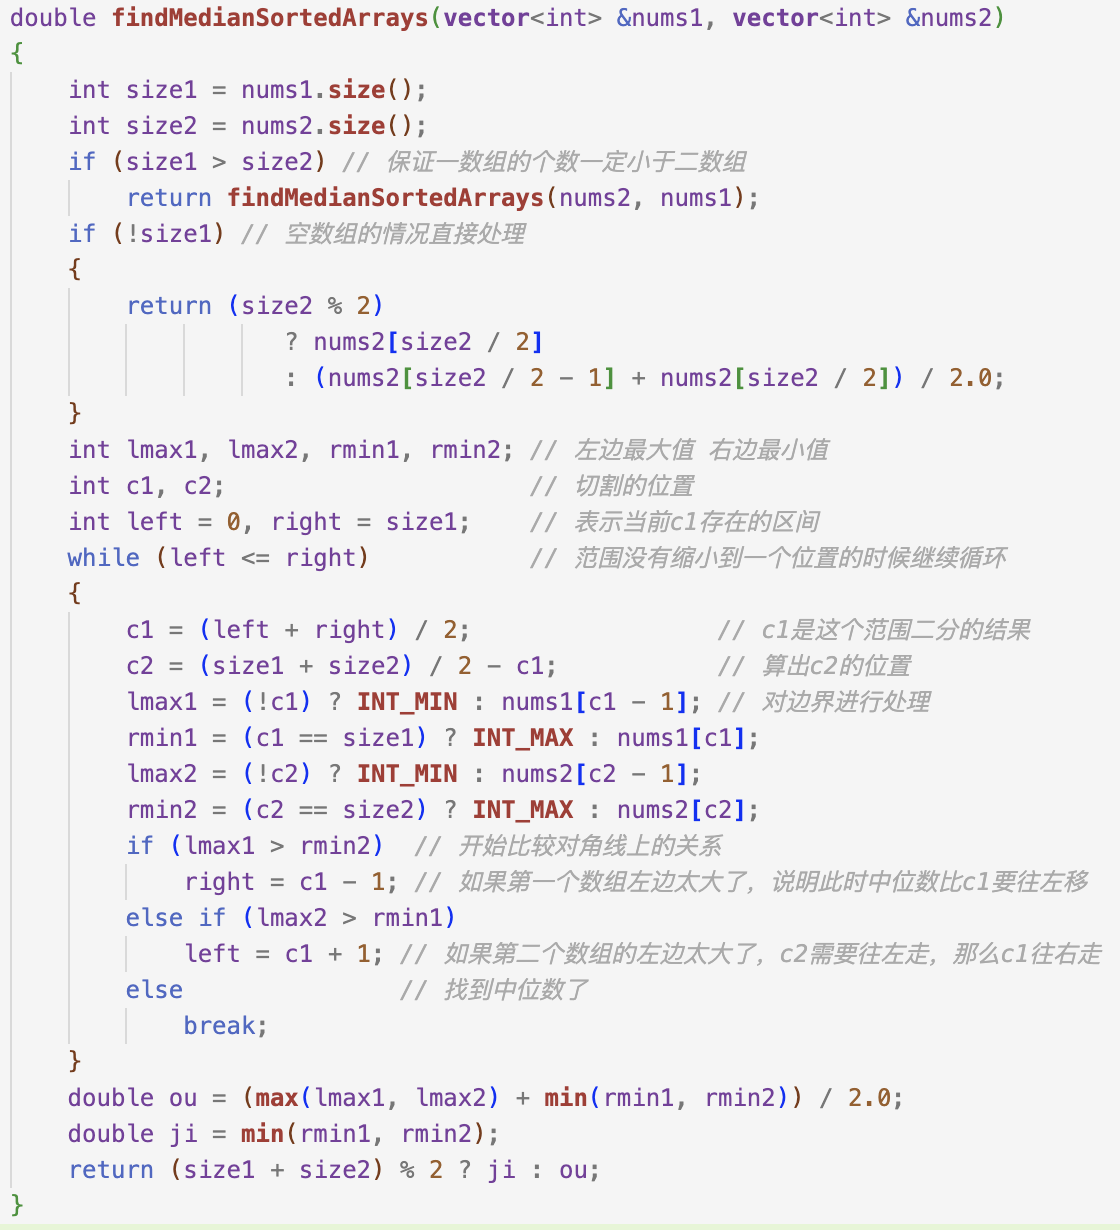 double findMedianSortedArrays(vector<int> &nums1, vector<int> &nums2)
{
    int size1 = nums1.size();
    int size2 = nums2.size();
    if (size1 > size2) // 保证一数组的个数一定小于二数组
        return findMedianSortedArrays(nums2, nums1);
    if (!size1) // 空数组的情况直接处理
    {
        return (size2 % 2)
                   ? nums2[size2 / 2]
                   : (nums2[size2 / 2 - 1] + nums2[size2 / 2]) / 2.0;
    }
    int lmax1, lmax2, rmin1, rmin2; // 左边最大值 右边最小值
    int c1, c2;                     // 切割的位置
    int left = 0, right = size1;    // 表示当前c1存在的区间
    while (left <= right)           // 范围没有缩小到一个位置的时候继续循环
    {
        c1 = (left + right) / 2;                 // c1是这个范围二分的结果
        c2 = (size1 + size2) / 2 - c1;           // 算出c2的位置
        lmax1 = (!c1) ? INT_MIN : nums1[c1 - 1]; // 对边界进行处理
        rmin1 = (c1 == size1) ? INT_MAX : nums1[c1];
        lmax2 = (!c2) ? INT_MIN : nums2[c2 - 1];
        rmin2 = (c2 == size2) ? INT_MAX : nums2[c2];
        if (lmax1 > rmin2)  // 开始比较对角线上的关系
            right = c1 - 1; // 如果第一个数组左边太大了，说明此时中位数比c1要往左移
        else if (lmax2 > rmin1)
            left = c1 + 1; // 如果第二个数组的左边太大了，c2需要往左走，那么c1往右走
        else               // 找到中位数了
            break;
    }
    double ou = (max(lmax1, lmax2) + min(rmin1, rmin2)) / 2.0;
    double ji = min(rmin1, rmin2);
    return (size1 + size2) % 2 ? ji : ou;
}